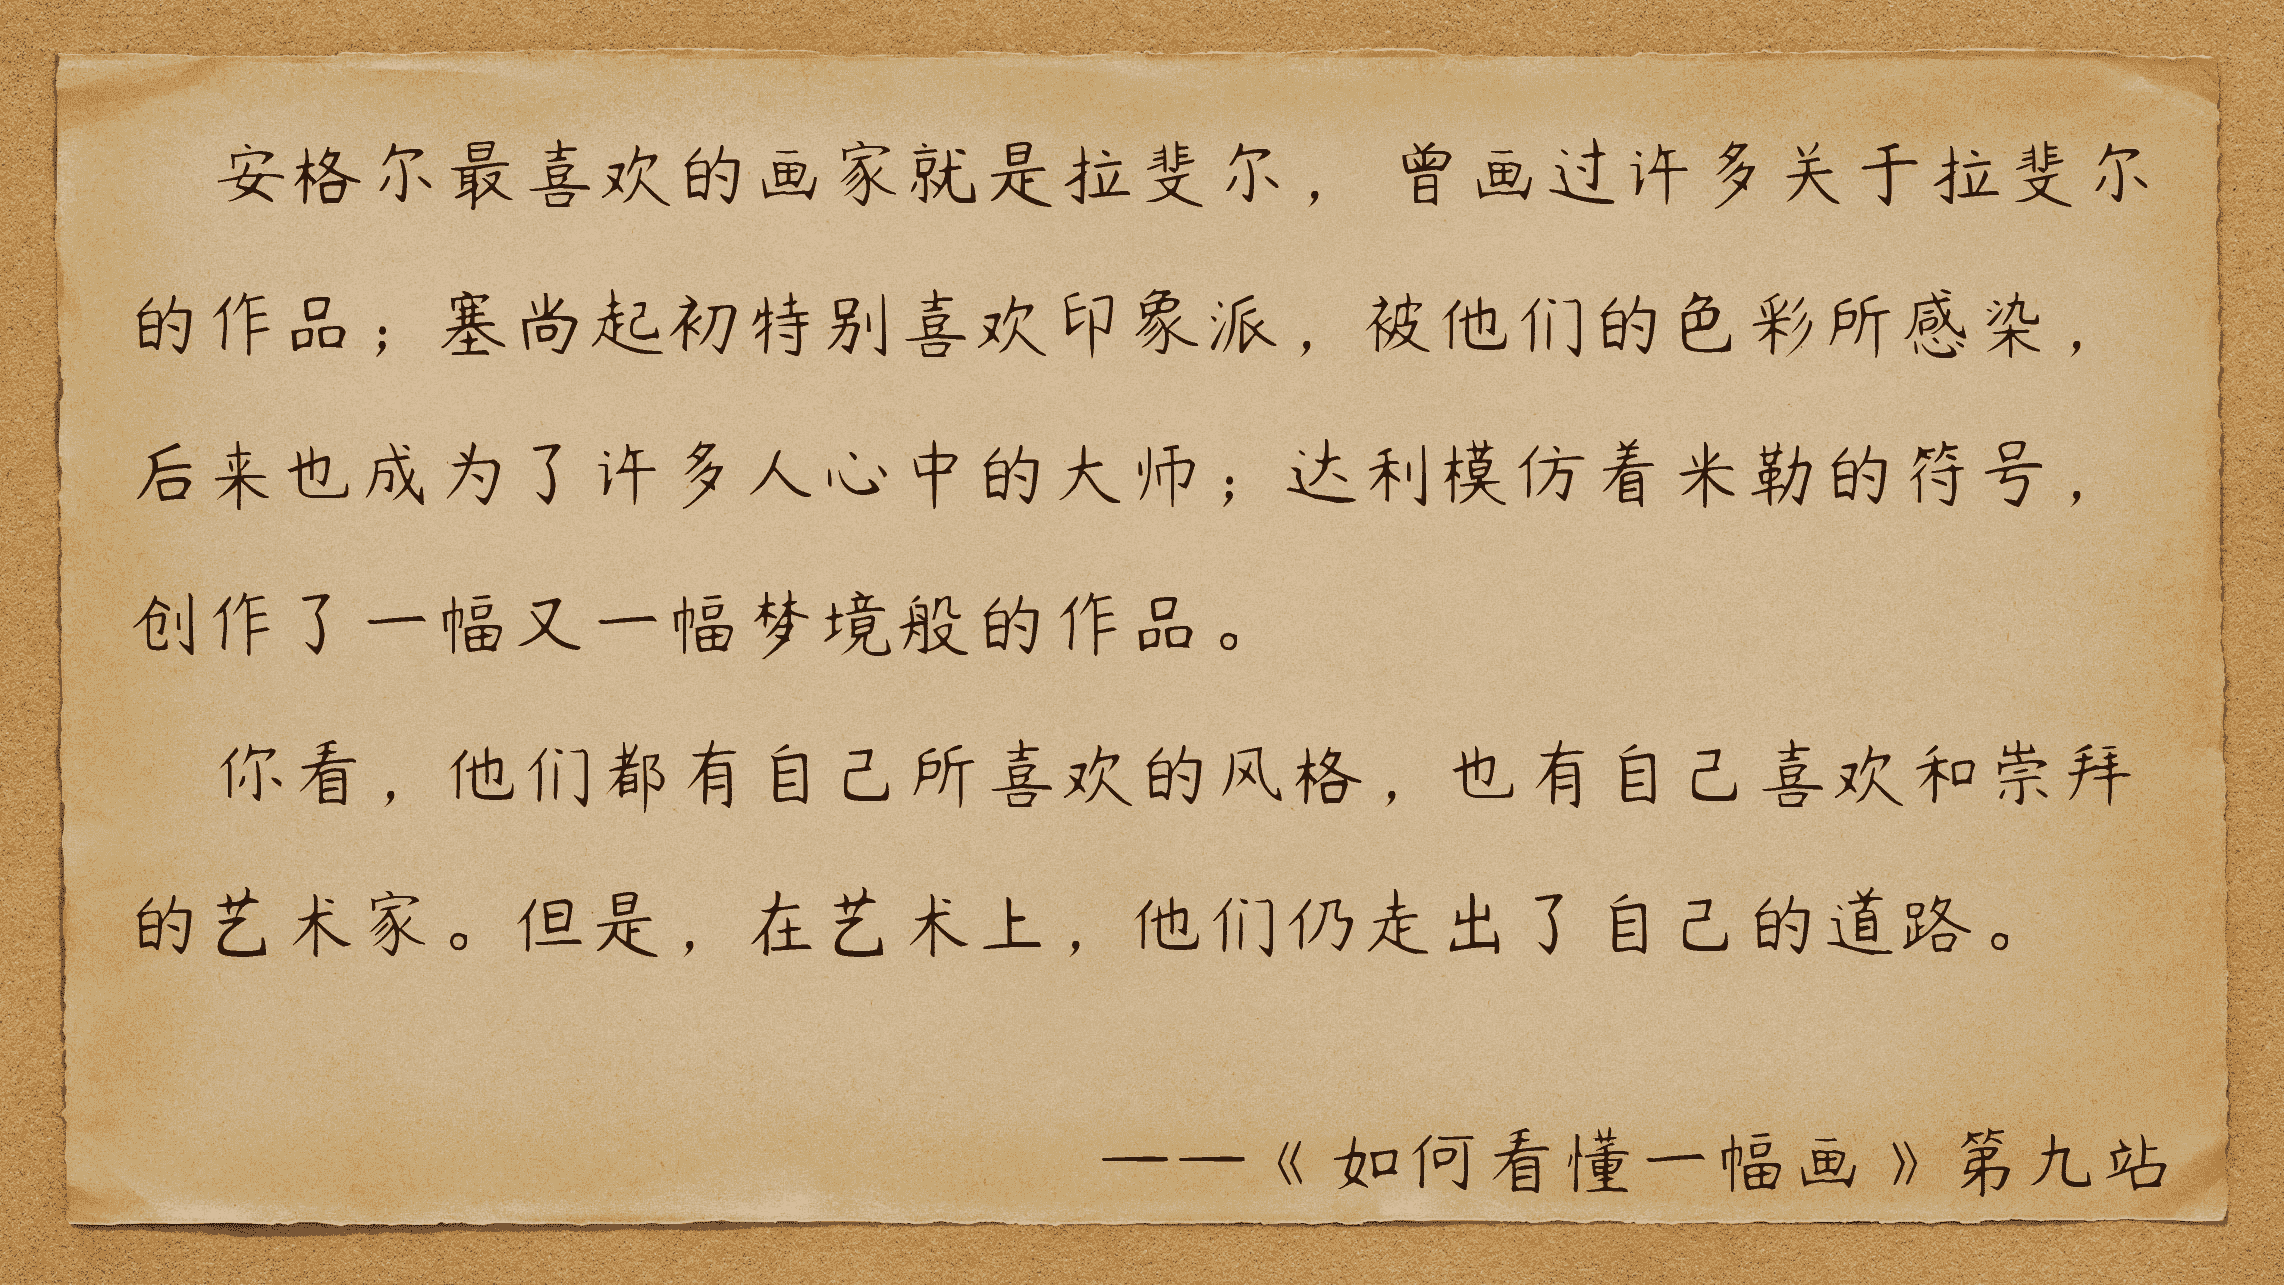 安格尔最喜欢的画家就是拉斐尔，曾画过许多关于拉斐尔
的作品；塞尚起初特别喜欢印象派，被他们的色彩所感染，
后来也成为了许多人心中的大师；达利模仿着米勒的符号，
创作了一幅又一幅梦境般的作品。
你看，他们都有自己所喜欢的风格，也有自己喜欢和崇拜
的艺术家。但是，在艺术上，他们仍走出了自己的道路。
——《如何看懂一幅画》第九站